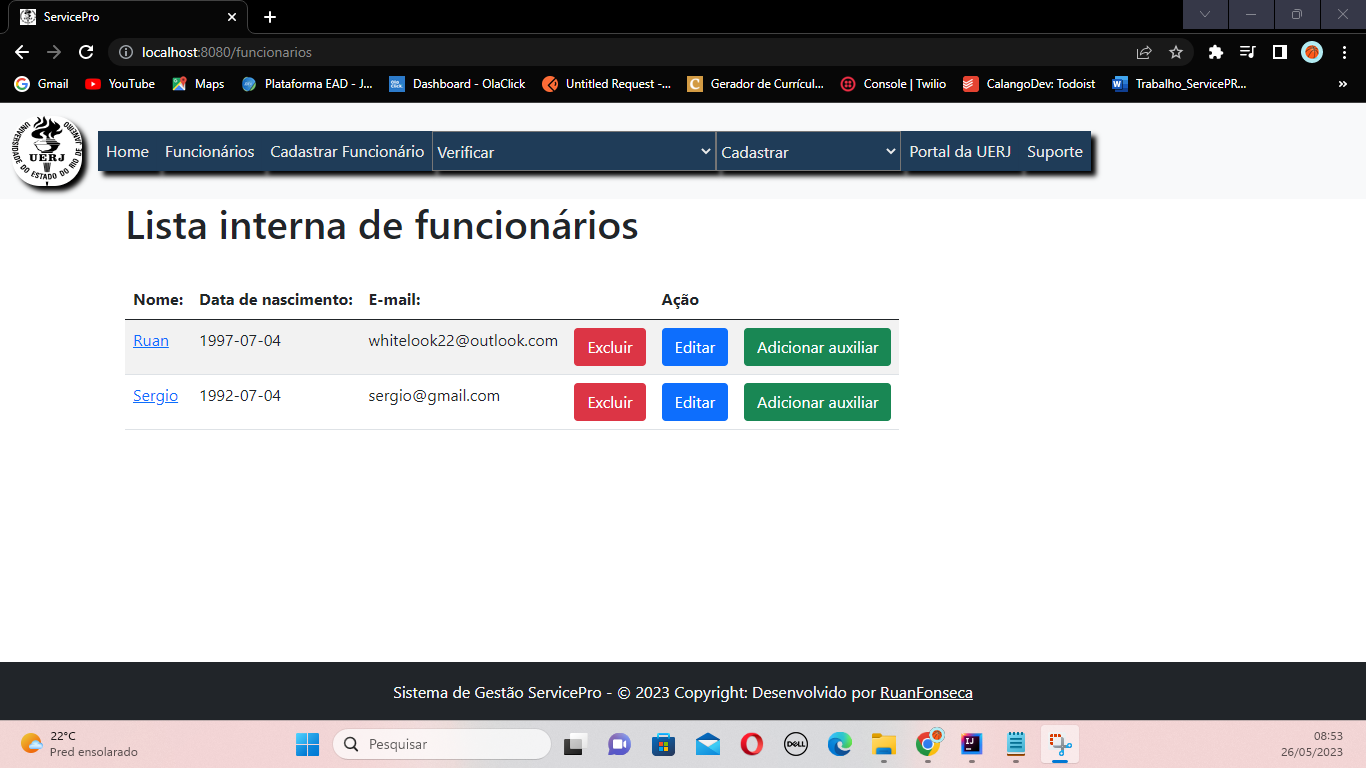 ServicePro
localhost:8080/funcionarios
Gmail YouTube Maps Plataforma EAD - J... Dashboard - OlaClick Untitled Request -... Gerador de Currícul... Console | Twilio CalangoDev: Todoist Trabalho_ServicePR... »
UNIVERSIDADE DO ESTADO DO RIO DE JANEIRO
UERJ
Home Funcionários Cadastrar Funcionário Verificar Cadastrar Portal da UERJ Suporte
Lista interna de funcionários
Nome: Data de nascimento: E-mail: Ação
Ruan 1997-07-04 whitelook22@outlook.com Excluir Editar Adicionar auxiliar
Sergio 1992-07-04 sergio@gmail.com Excluir Editar Adicionar auxiliar
Sistema de Gestão ServicePro - © 2023 Copyright: Desenvolvido por RuanFonseca
22°C
Pred ensolarado
Pesquisar
DELL
IJ
08:53
26/05/2023